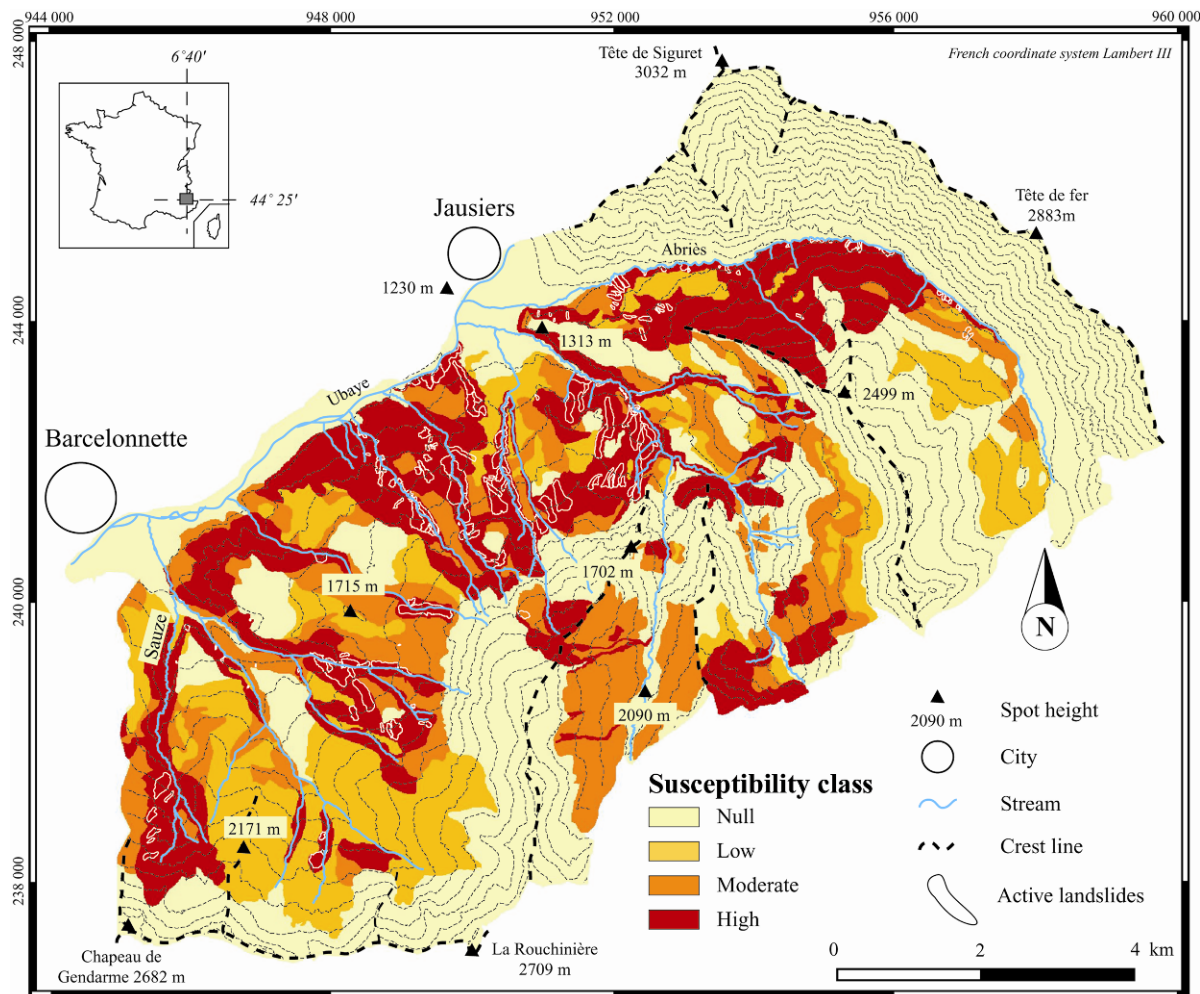 944 000
948 000
952 000
956 000
960 000
248 000
244 000
240 000
238 000
French coordinate system Lambert III
6°40'
44° 25'
Tête de Siguret
3032 m
Tête de fer
2883m
Jausiers
Abriès
1230 m
1313 m
Ubaye
2499 m
Barcelonnette
1715 m
1702 m
Sauze
2090 m
2171 m
Chapeau de
Gendarme 2682 m
La Rouchinière
2709 m
N
Susceptibility class
Null
Low
Moderate
High
2090 m
Spot height
City
Stream
Crest line
Active landslides
0 2 4 km